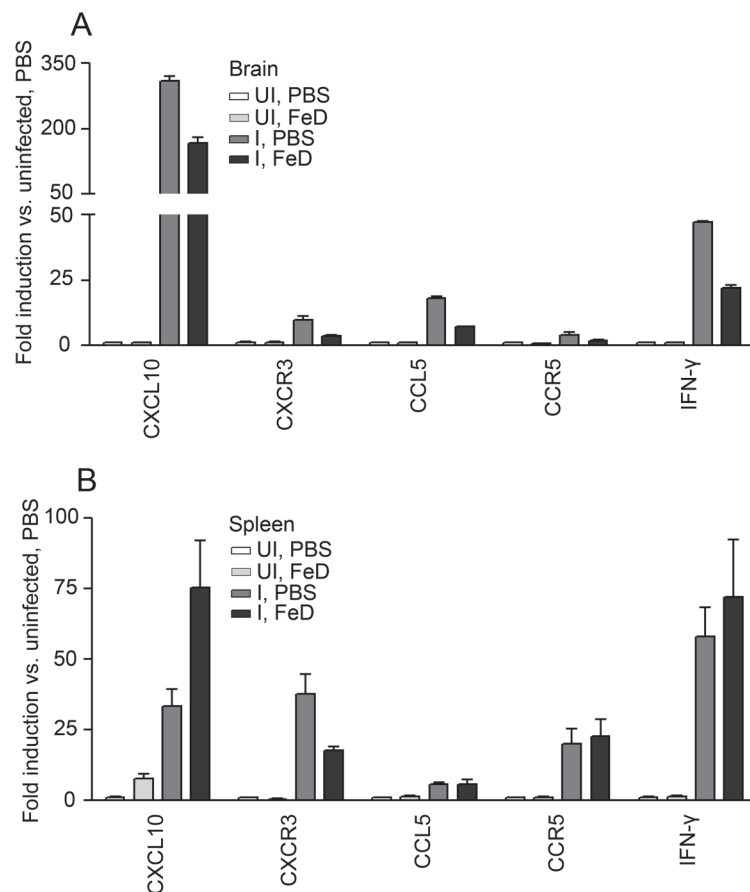 A
Fold induction vs. uninfected, PBS
350
200
50
50
25
0
Brain
UI, PBS
UI, FeD
I, PBS
I, FeD
CXCL10
CXCR3
CCL5
CCR5
IFN-γ
B
Fold induction vs. uninfected, PBS
100
75
50
25
0
Spleen
UI, PBS
UI, FeD
I, PBS
I, FeD
CXCL10
CXCR3
CCL5
CCR5
IFN-γ